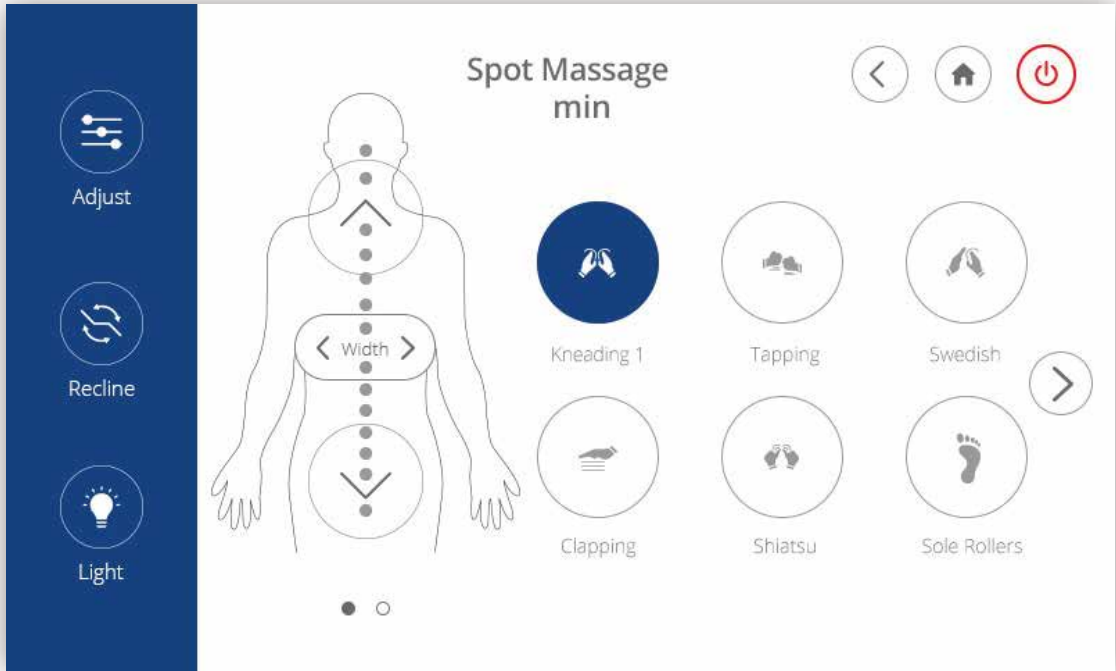 Spot Massage
min
Adjust
Recline
Light
Width
Kneading 1
Tapping
Swedish
Clapping
Shiatsu
Sole Rollers